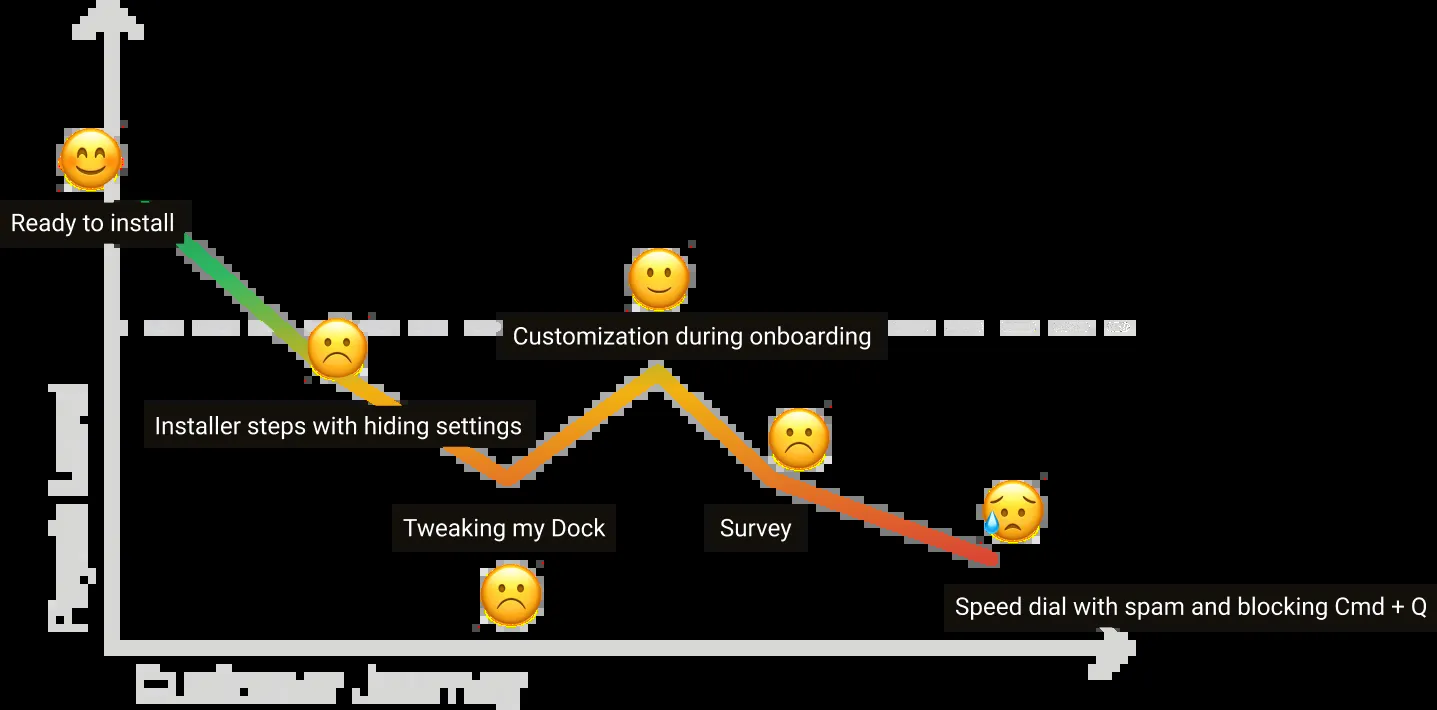 Ready to install
Customization during onboarding
Installer steps with hiding settings
Tweaking my Dock
Survey
Speed dial with spam and blocking Cmd + Q
Customer Journey